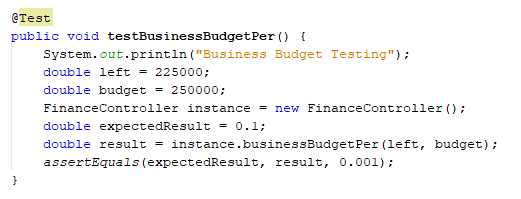 @Test
public void testBusinessBudgetPer() {
System.out.println("Business Budget Testing");
double left = 225000;
double budget = 250000;
FinanceController instance = new FinanceController();
double expectedResult = 0.1;
double result = instance.businessBudgetPer(left, budget);
assertEquals(expectedResult, result, 0.001);
}